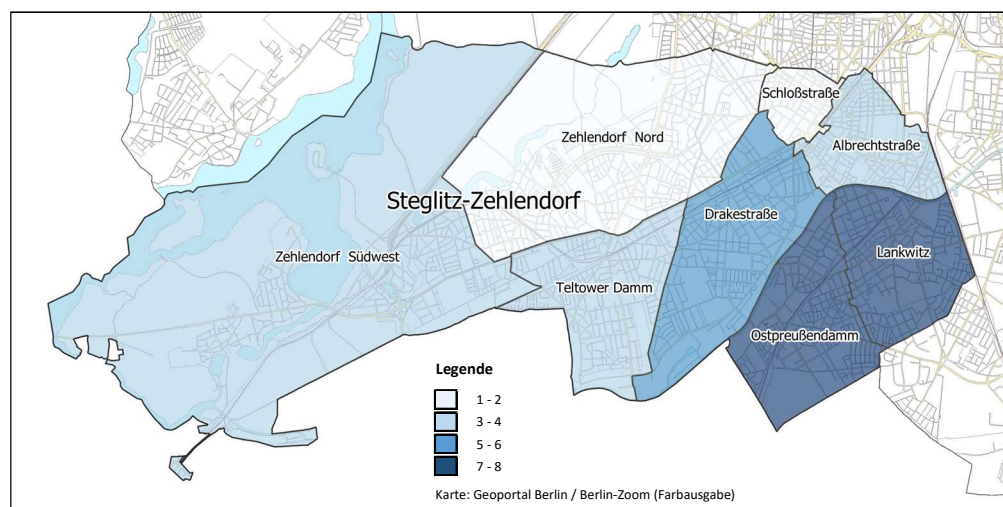 Schloßstraße
Zehlendorf Nord
Albrechtstraße
Steglitz-Zehlendorf
Drakestraße
Zehlendorf Südwest
Lankwitz
Teltower Damm
Ostpreußendamm
Legende
1 - 2
3 - 4
5 - 6
7 - 8
Karte: Geoportal Berlin / Berlin-Zoom (Farbausgabe)